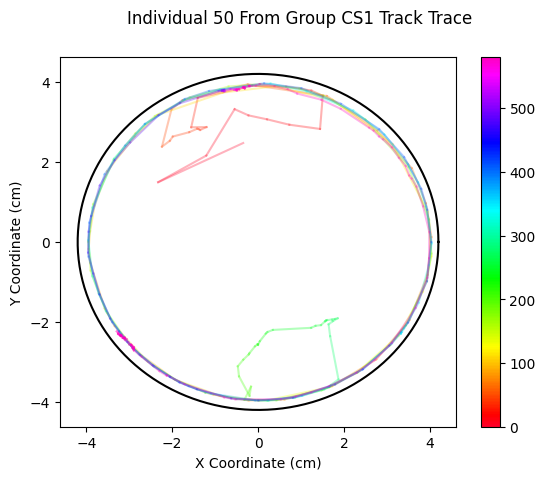 Individual 50 From Group CS1 Track Trace
Y Coordinate (cm)
4
2
0
−2
−4
−4 −2 0 2 4
X Coordinate (cm)
500
400
300
200
100
0